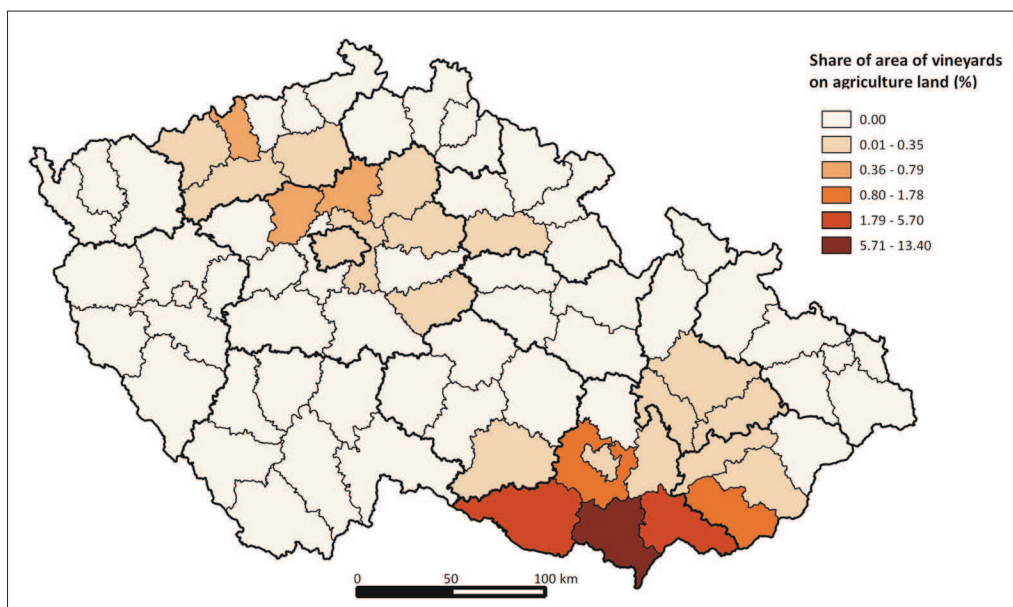 Share of area of vineyards
on agriculture land (%)
0.00
0.01 - 0.35
0.36 - 0.79
0.80 - 1.78
1.79 - 5.70
5.71 - 13.40
0 50 100 km